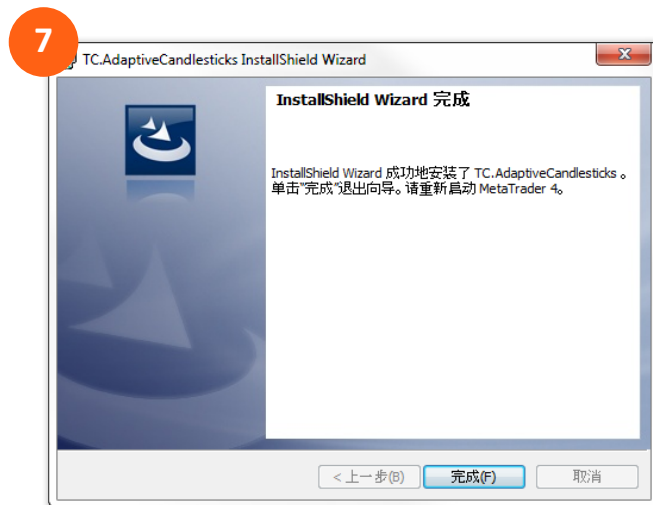 7
TC.AdaptiveCandlesticks InstallShield Wizard
InstallShield Wizard 完成
InstallShield Wizard 成功地安装了 TC.AdaptiveCandlesticks 。
单击"完成"退出向导。请重新启动 MetaTrader 4。
< 上一步(B)
完成(F)
取消